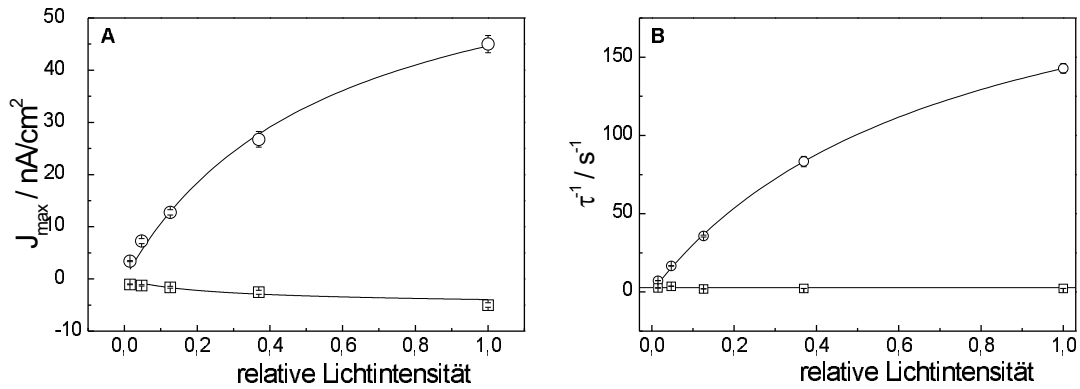 A
J_max / nA/cm²
50
40
30
20
10
0
-10
0,0 0,2 0,4 0,6 0,8 1,0
relative Lichtintensität
B
τ⁻¹ / s⁻¹
150
100
50
0
0,0 0,2 0,4 0,6 0,8 1,0
relative Lichtintensität